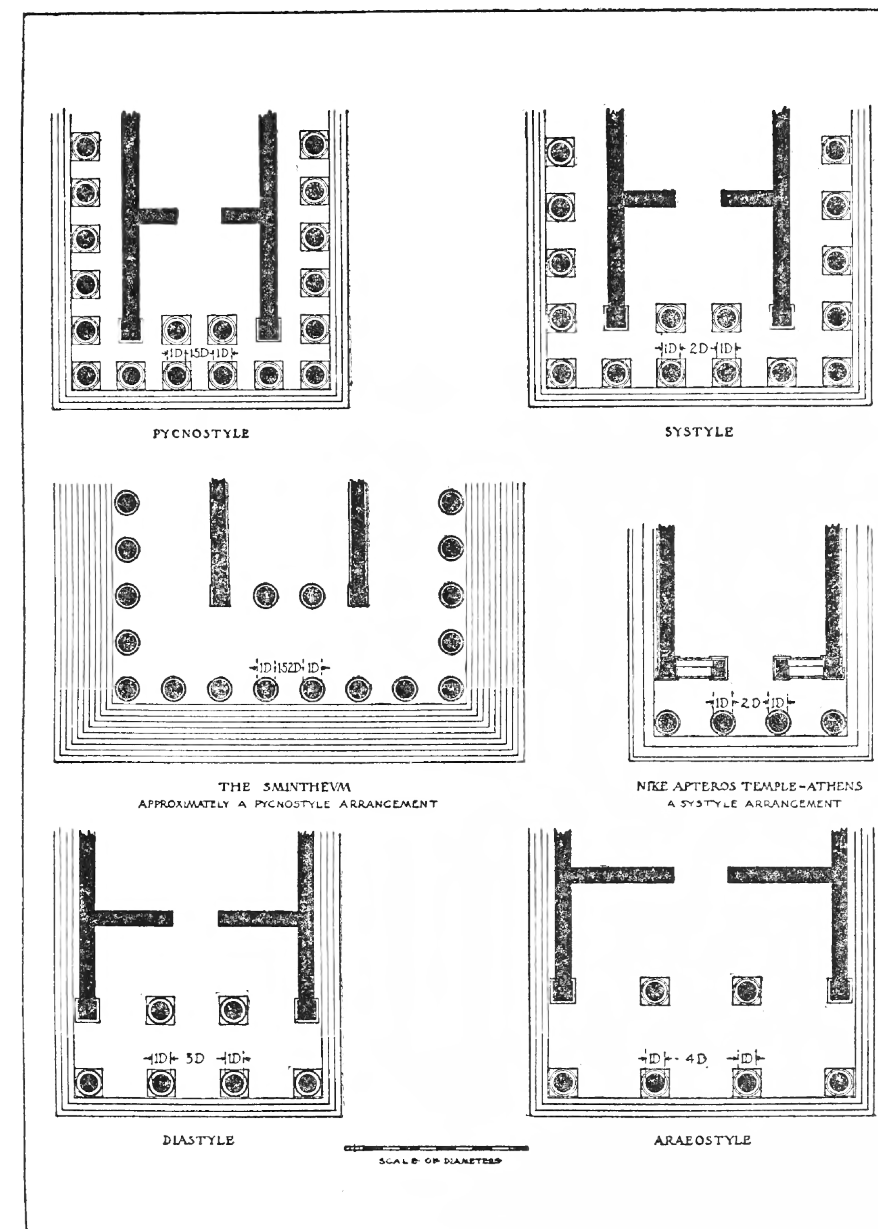 1D 1.5D 1D
1D 2D 1D
PYCNOSTYLE
SYSTYLE
1D 1.52D 1D
1D 2D 1D
THE SMINTHEVM
APPROXIMATELY A PYCNOSTYLE ARRANGEMENT
NIKE APTEROS TEMPLE-ATHENS
A SYSTYLE ARRANGEMENT
1D 3D 1D
1D 4D 1D
DIASTYLE
ARAEOSTYLE
SCALE OF DIAMETERS